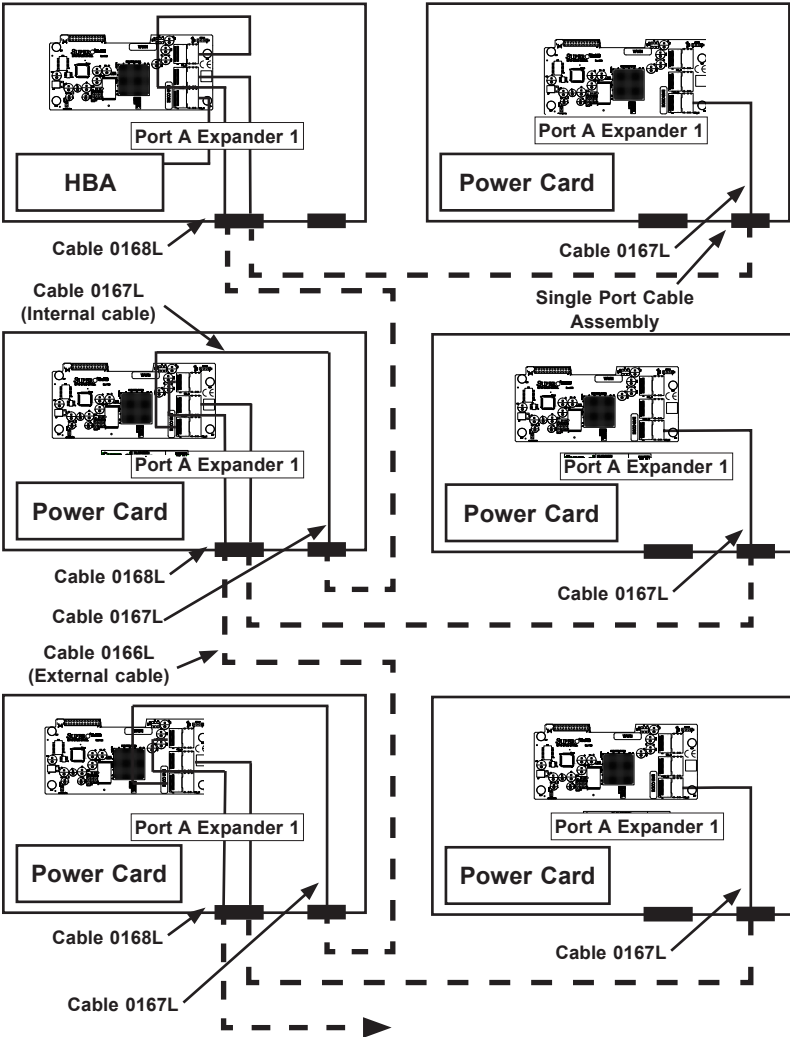 Port A Expander 1
HBA
Cable 0168L
Port A Expander 1
Power Card
Cable 0167L
Single Port Cable
Assembly
Cable 0167L
(Internal cable)
Port A Expander 1
Power Card
Cable 0168L
Cable 0167L
Port A Expander 1
Power Card
Cable 0167L
Cable 0166L
(External cable)
Port A Expander 1
Power Card
Cable 0168L
Cable 0167L
Port A Expander 1
Power Card
Cable 0167L